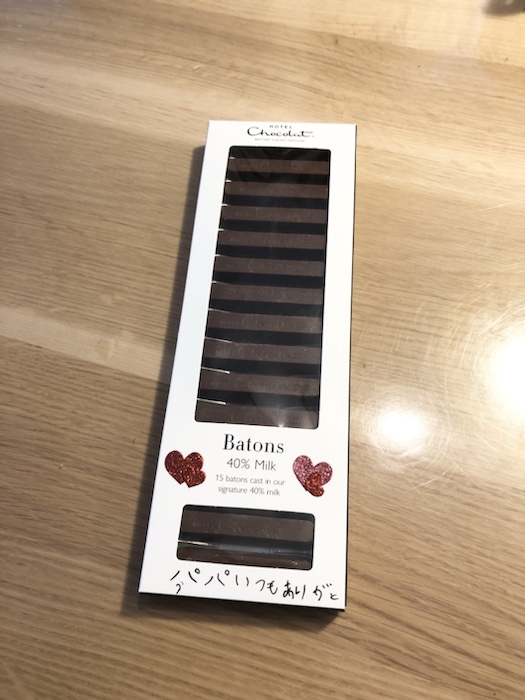 HOTEL
Chocolat.
Batons
40% Milk
15 batons cast in our
signature 40% milk
パパいつもありがと
う